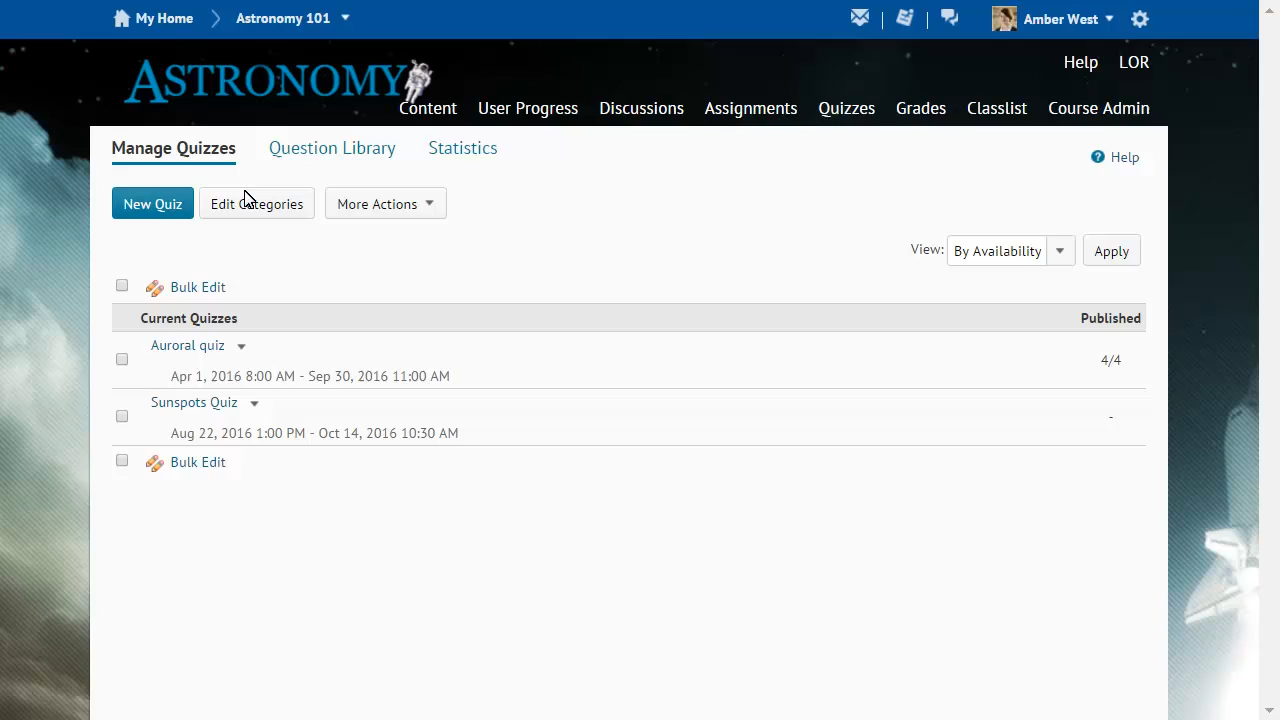 My Home Astronomy 101 Amber West
ASTRONOMY
Help LOR
Content User Progress Discussions Assignments Quizzes Grades Classlist Course Admin
Manage Quizzes Question Library Statistics
Help
New Quiz Edit Categories More Actions
View: By Availability Apply
Bulk Edit
Current Quizzes Published
Auroral quiz
4/4
Apr 1, 2016 8:00 AM - Sep 30, 2016 11:00 AM
Sunspots Quiz
-
Aug 22, 2016 1:00 PM - Oct 14, 2016 10:30 AM
Bulk Edit